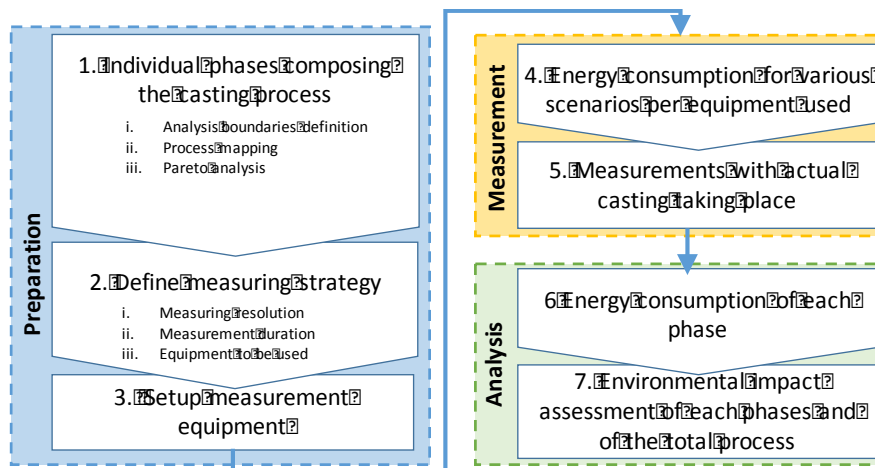 Preparation
1. Individual phases composing
the casting process
i. Analysis boundaries definition
ii. Process mapping
iii. Pareto analysis
2. Define measuring strategy
i. Measuring resolution
ii. Measurement duration
iii. Equipment to be used
3. Setup measurement
equipment
Measurement
4. Energy consumption for various
scenarios per equipment used
5. Measurements with actual
casting taking place
Analysis
6 Energy consumption of each
phase
7. Environmental impact
assessment of each phases and
of the total process